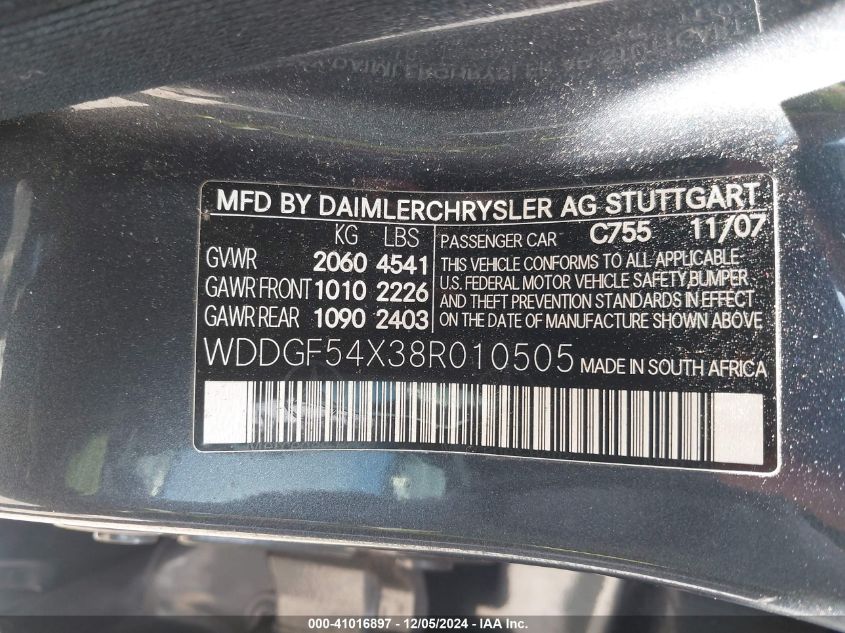 MFD BY DAIMLERCHRYSLER AG STUTTGART
KG LBS
GVWR 2060 4541
GAWR FRONT 1010 2226
GAWR REAR 1090 2403
PASSENGER CAR C755 11/07
THIS VEHICLE CONFORMS TO ALL APPLICABLE
U.S. FEDERAL MOTOR VEHICLE SAFETY, BUMPER,
AND THEFT PREVENTION STANDARDS IN EFFECT
ON THE DATE OF MANUFACTURE SHOWN ABOVE
WDDGF54X38R010505 MADE IN SOUTH AFRICA
000-41016897 - 12/05/2024 - IAA Inc.